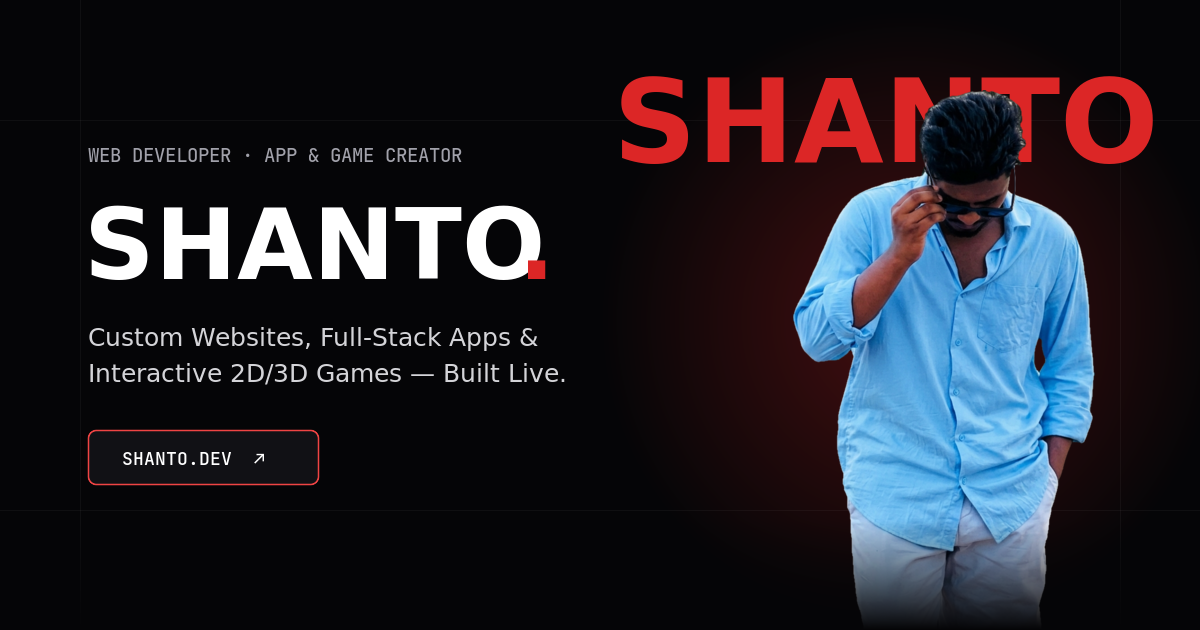 WEB DEVELOPER · APP & GAME CREATOR
SHANTO.
Custom Websites, Full-Stack Apps &
Interactive 2D/3D Games — Built Live.
SHANTO.DEV ↗
SHANTO